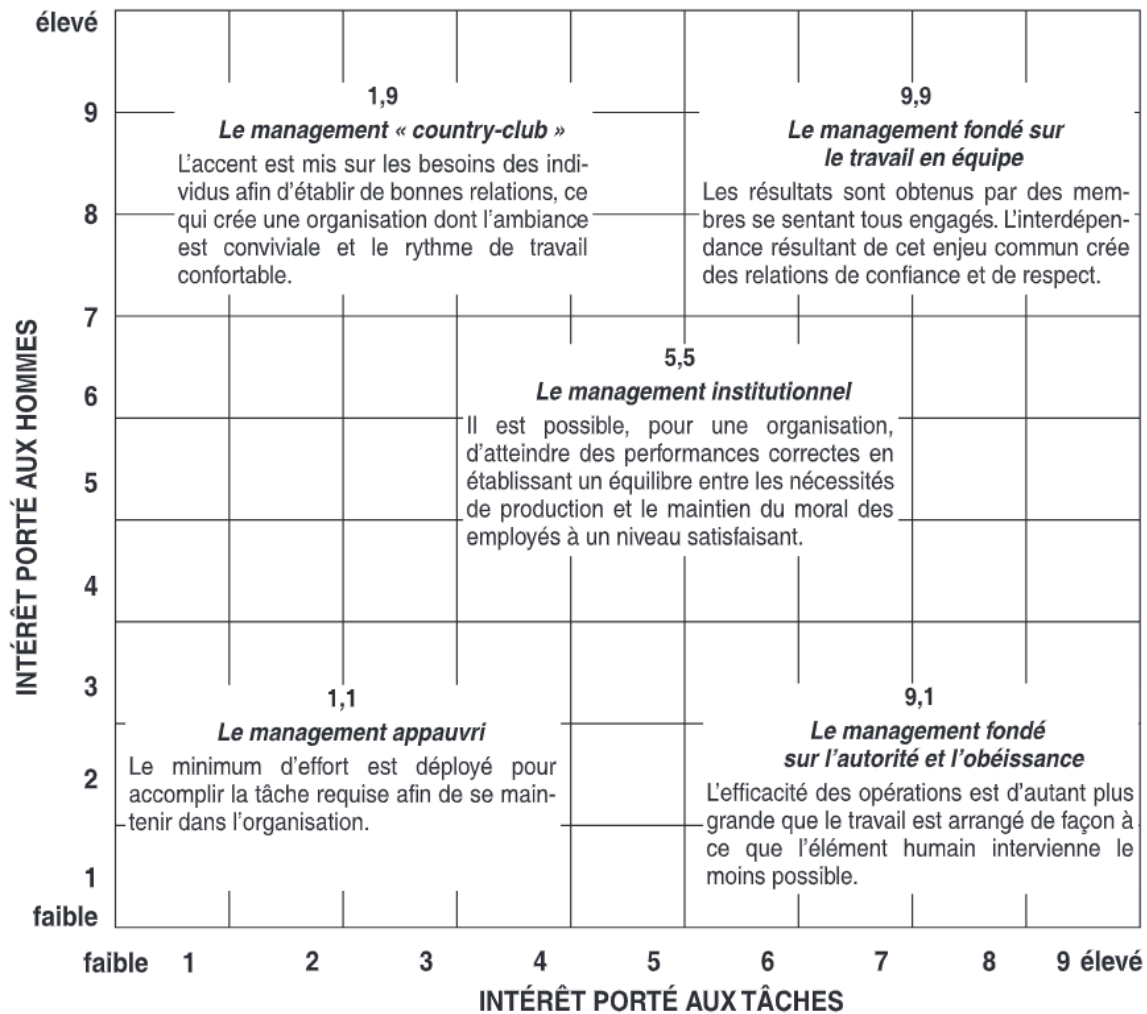 élevé
1,9
Le management « country-club »
L'accent est mis sur les besoins des indi-
vidus afin d'établir de bonnes relations, ce
qui crée une organisation dont l'ambiance
est conviviale et le rythme de travail
confortable.
9,9
Le management fondé sur
le travail en équipe
Les résultats sont obtenus par des mem-
bres se sentant tous engagés. L'interdépen-
dance résultant de cet enjeu commun crée
des relations de confiance et de respect.
5,5
Le management institutionnel
Il est possible, pour une organisation,
d'atteindre des performances correctes en
établissant un équilibre entre les nécessités
de production et le maintien du moral des
employés à un niveau satisfaisant.
1,1
Le management appauvri
Le minimum d'effort est déployé pour
accomplir la tâche requise afin de se main-
tenir dans l'organisation.
9,1
Le management fondé
sur l'autorité et l'obéissance
L'efficacité des opérations est d'autant plus
grande que le travail est arrangé de façon à
ce que l'élément humain intervienne le
moins possible.
INTÉRÊT PORTÉ AUX HOMMES
9
8
7
6
5
4
3
2
1
faible
faible 1 2 3 4 5 6 7 8 9 élevé
INTÉRÊT PORTÉ AUX TÂCHES